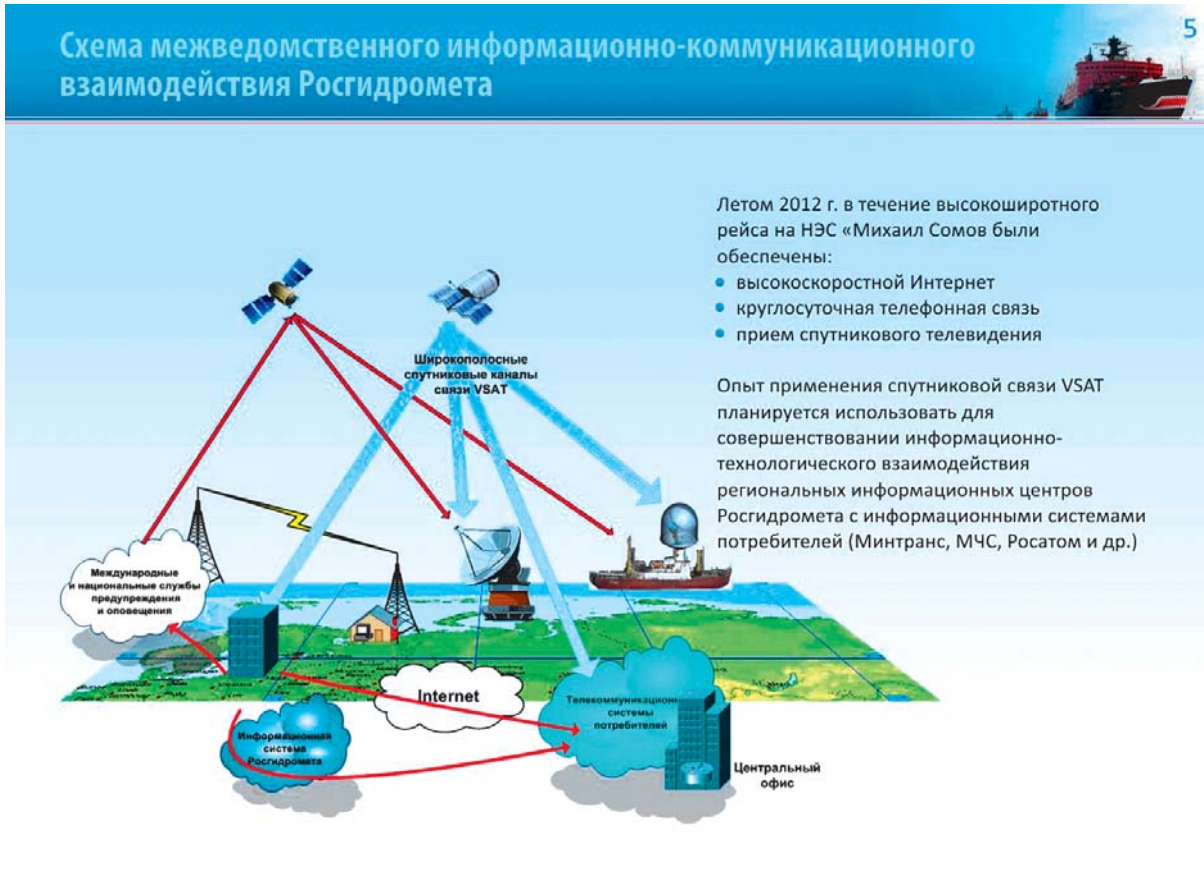 5
Схема межведомственного информационно-коммуникационного
взаимодействия Росгидромета
Летом 2012 г. в течение высокоширотного
рейса на НЭС «Михаил Сомов были
обеспечены:
• высокоскоростной Интернет
• круглосуточная телефонная связь
• прием спутникового телевидения
Опыт применения спутниковой связи VSAT
планируется использовать для
совершенствовании информационно-
технологического взаимодействия
региональных информационных центров
Росгидромета с информационными системами
потребителей (Минтранс, МЧС, Росатом и др.)
Широкополосные
спутниковые каналы
связи VSAT
Международные
и национальные службы
предупреждения
и оповещения
Internet
Информационная
система
Росгидромета
Телекоммуникацион
системы
потребителей
Центральный
офис